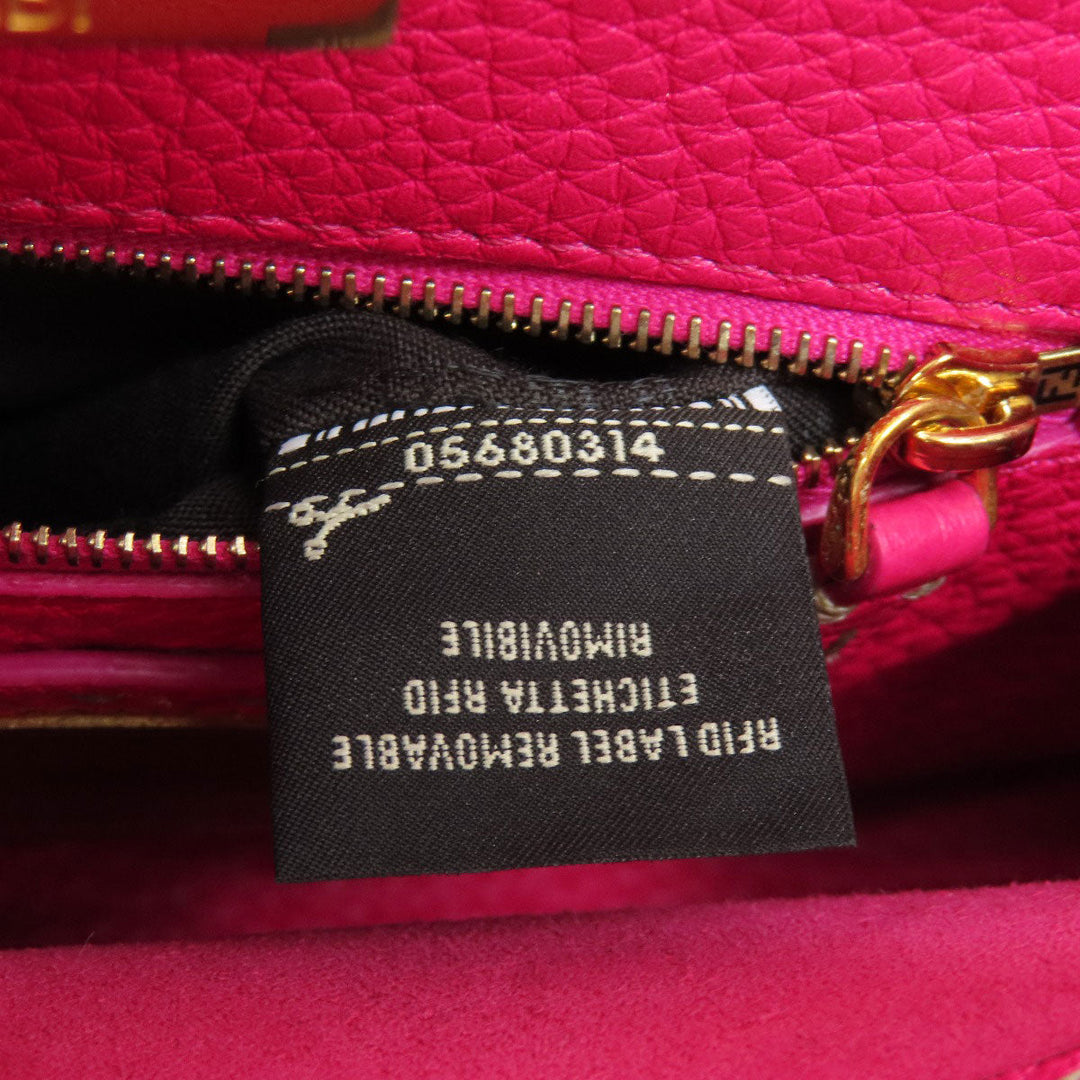 05680314
RFID LABEL REMOVABLE
ETICHETTA RFID
RIMOVIBILE